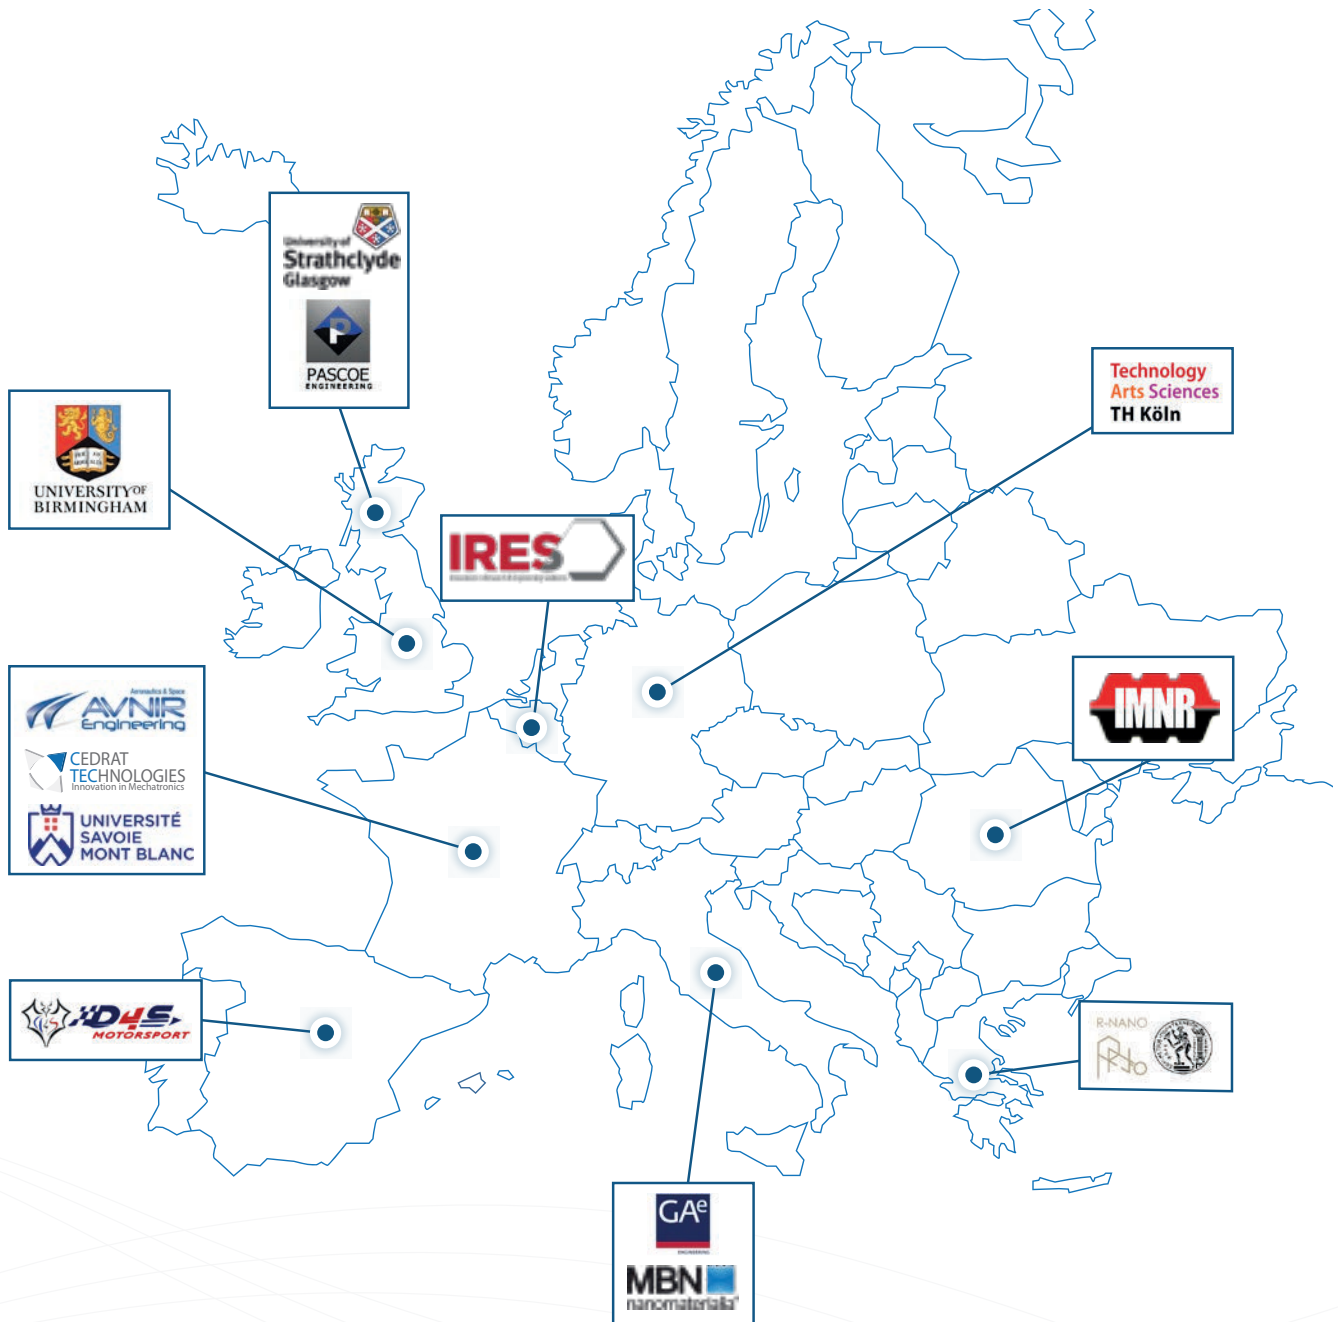 University of
Strathclyde
Glasgow
P
PASCOE
ENGINEERING
Technology
Arts Sciences
TH Köln
UNIVERSITY OF
BIRMINGHAM
IRES
Aeronautics & Space
AVNIR
Engineering
CEDRAT
TECHNOLOGIES
Innovation in Mechatronics
UNIVERSITÉ
SAVOIE
MONT BLANC
IMNR
D4S
MOTORSPORT
R-NANO
GAe
ENGINEERING
MBN
nanomaterialia